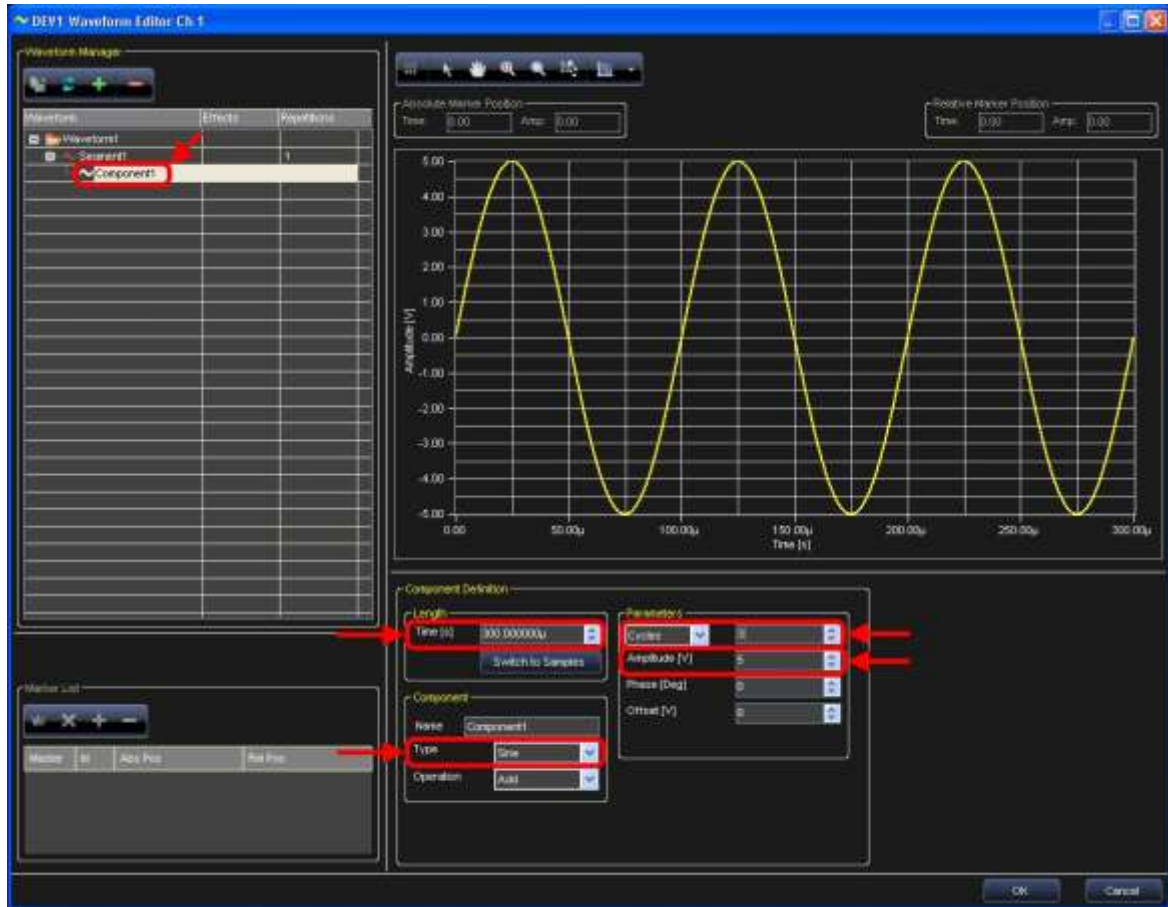 DEV1 Waveform Editor Ch 1
Waveform Manager
Waveform Effects Repetitions
Waveform1
Segment1 1
Component1
Marker List
Marker Abs Pos Rel Pos
Absolute Marker Position
Time: 0.00 Amp: 0.00
Relative Marker Position
Time: 0.00 Amp: 0.00
5.00
4.00
3.00
2.00
1.00
0.00
-1.00
-2.00
-3.00
-4.00
-5.00
Amplitude [V]
0.00 50.00µ 100.00µ 150.00µ 200.00µ 250.00µ 300.00µ
Time [s]
Component Definition
Length
Time [s] 300.000000µ
Switch to Samples
Component
Name Component1
Type Sine
Operation Add
Parameters
Cycles 3
Amplitude [V] 5
Phase [Deg] 0
Offset [V] 0
OK Cancel